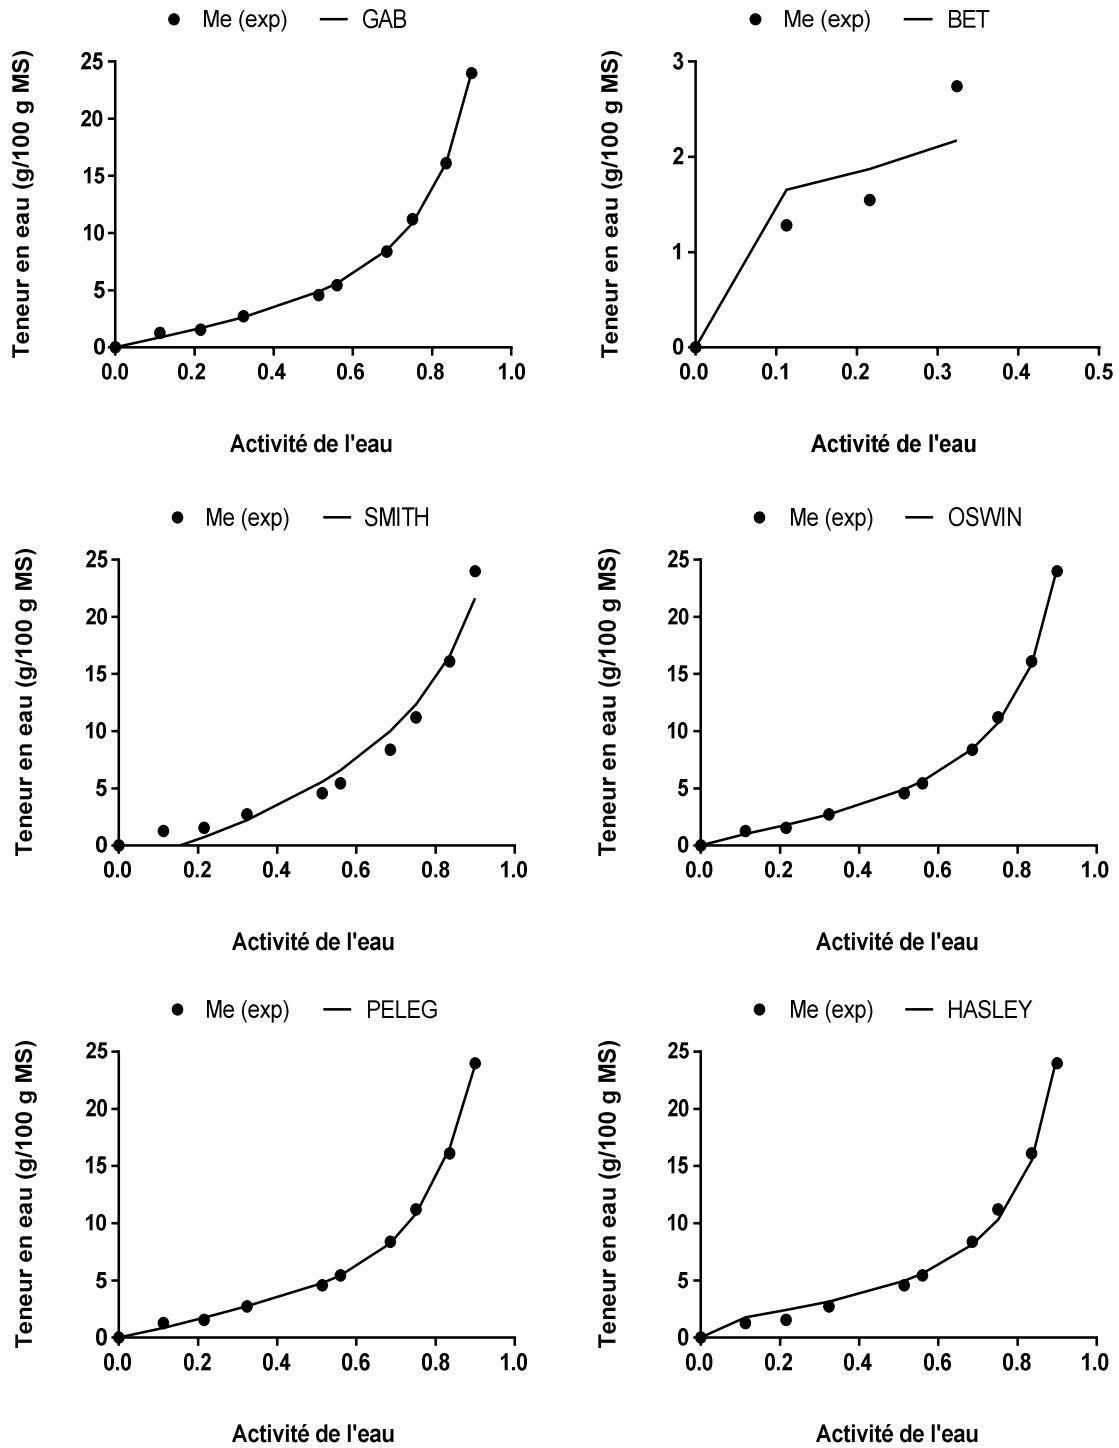 Me (exp) GAB
Teneur en eau (g/100 g MS)
25
20
15
10
5
0
0.0 0.2 0.4 0.6 0.8 1.0
Activité de l'eau
Me (exp) BET
Teneur en eau (g/100 g MS)
3
2
1
0
0.0 0.1 0.2 0.3 0.4 0.5
Activité de l'eau
Me (exp) SMITH
Teneur en eau (g/100 g MS)
25
20
15
10
5
0
0.0 0.2 0.4 0.6 0.8 1.0
Activité de l'eau
Me (exp) OSWIN
Teneur en eau (g/100 g MS)
25
20
15
10
5
0
0.0 0.2 0.4 0.6 0.8 1.0
Activité de l'eau
Me (exp) PELEG
Teneur en eau (g/100 g MS)
25
20
15
10
5
0
0.0 0.2 0.4 0.6 0.8 1.0
Activité de l'eau
Me (exp) HASLEY
Teneur en eau (g/100 g MS)
25
20
15
10
5
0
0.0 0.2 0.4 0.6 0.8 1.0
Activité de l'eau